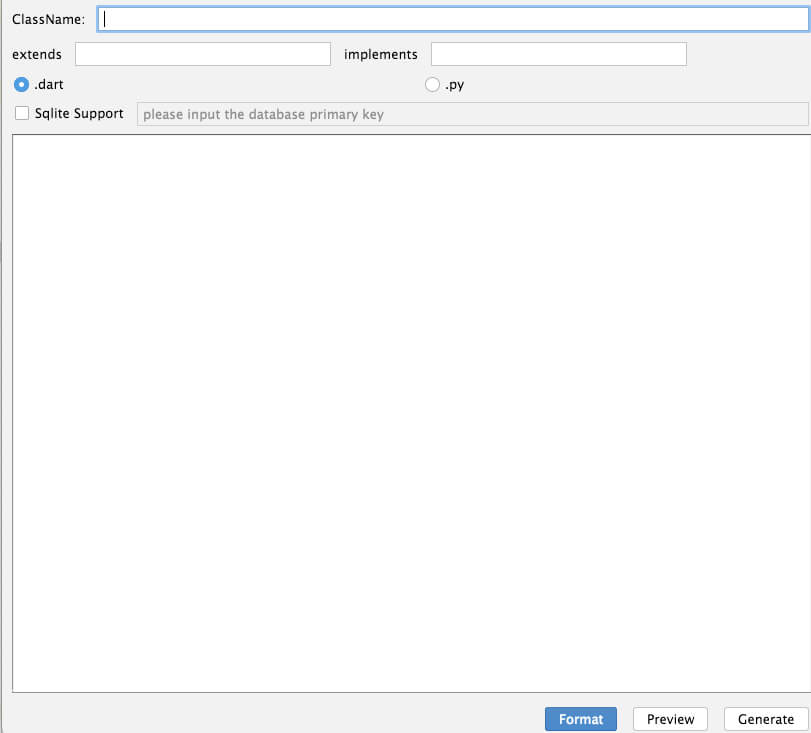 ClassName:
extends implements
.dart .py
Sqlite Support please input the database primary key
Format Preview Generate